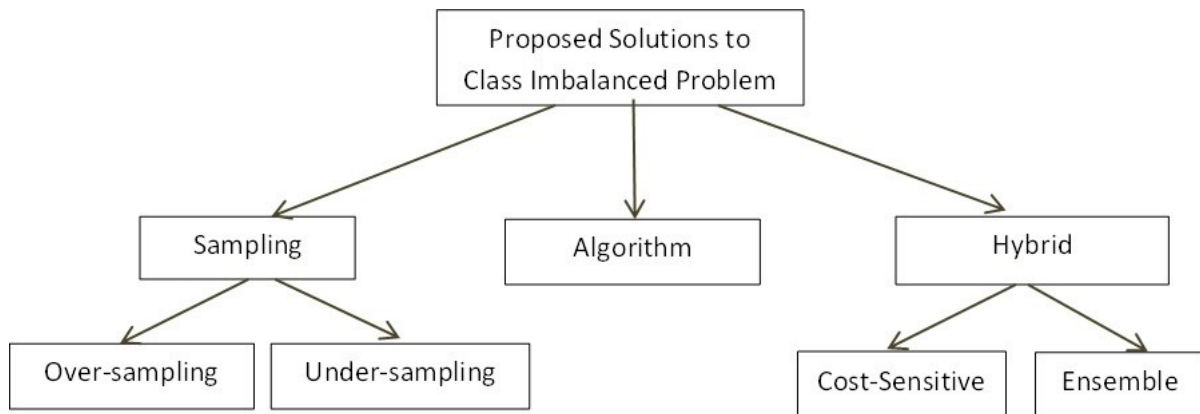 Proposed Solutions to
Class Imbalanced Problem
Sampling
Algorithm
Hybrid
Over-sampling
Under-sampling
Cost-Sensitive
Ensemble